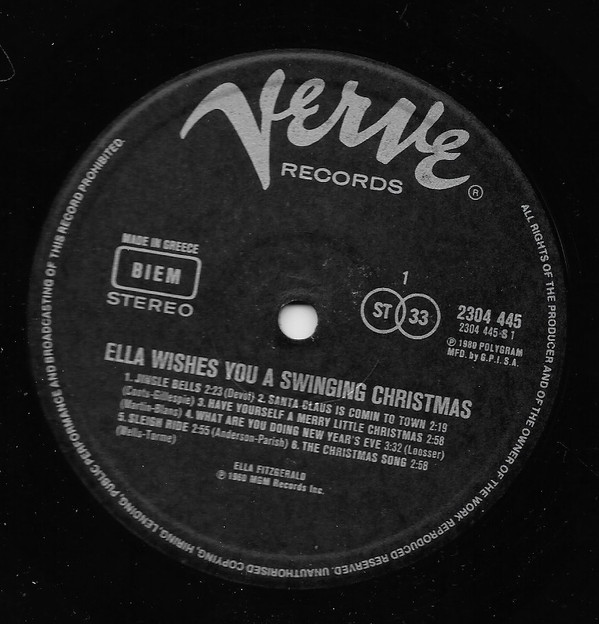 Verve
RECORDS ®
MADE IN GREECE
BIEM
STEREO
1
ST 33
2304 445
2304 445-S 1
℗ 1980 POLYGRAM
MFD. by G.P.I.S.A.
ELLA WISHES YOU A SWINGING CHRISTMAS
1. JINGLE BELLS 2:23 (Devol) 2. SANTA CLAUS IS COMIN TO TOWN 2:19
(Coots-Gillespie) 3. HAVE YOURSELF A MERRY LITTLE CHRISTMAS 2:58
(Martin-Blane) 4. WHAT ARE YOU DOING NEW YEAR'S EVE 3:32 (Loosser)
5. SLEIGH RIDE 2:55 (Anderson-Parish) 6. THE CHRISTMAS SONG 2:58
(Wells-Torme)
ELLA FITZGERALD
℗ 1960 MGM Records Inc.
ALL RIGHTS OF THE PRODUCER AND OF THE OWNER OF THE WORK REPRODUCED RESERVED. UNAUTHORISED COPYING, HIRING, LENDING, PUBLIC PERFORMANCE AND BROADCASTING OF THIS RECORD PROHIBITED.